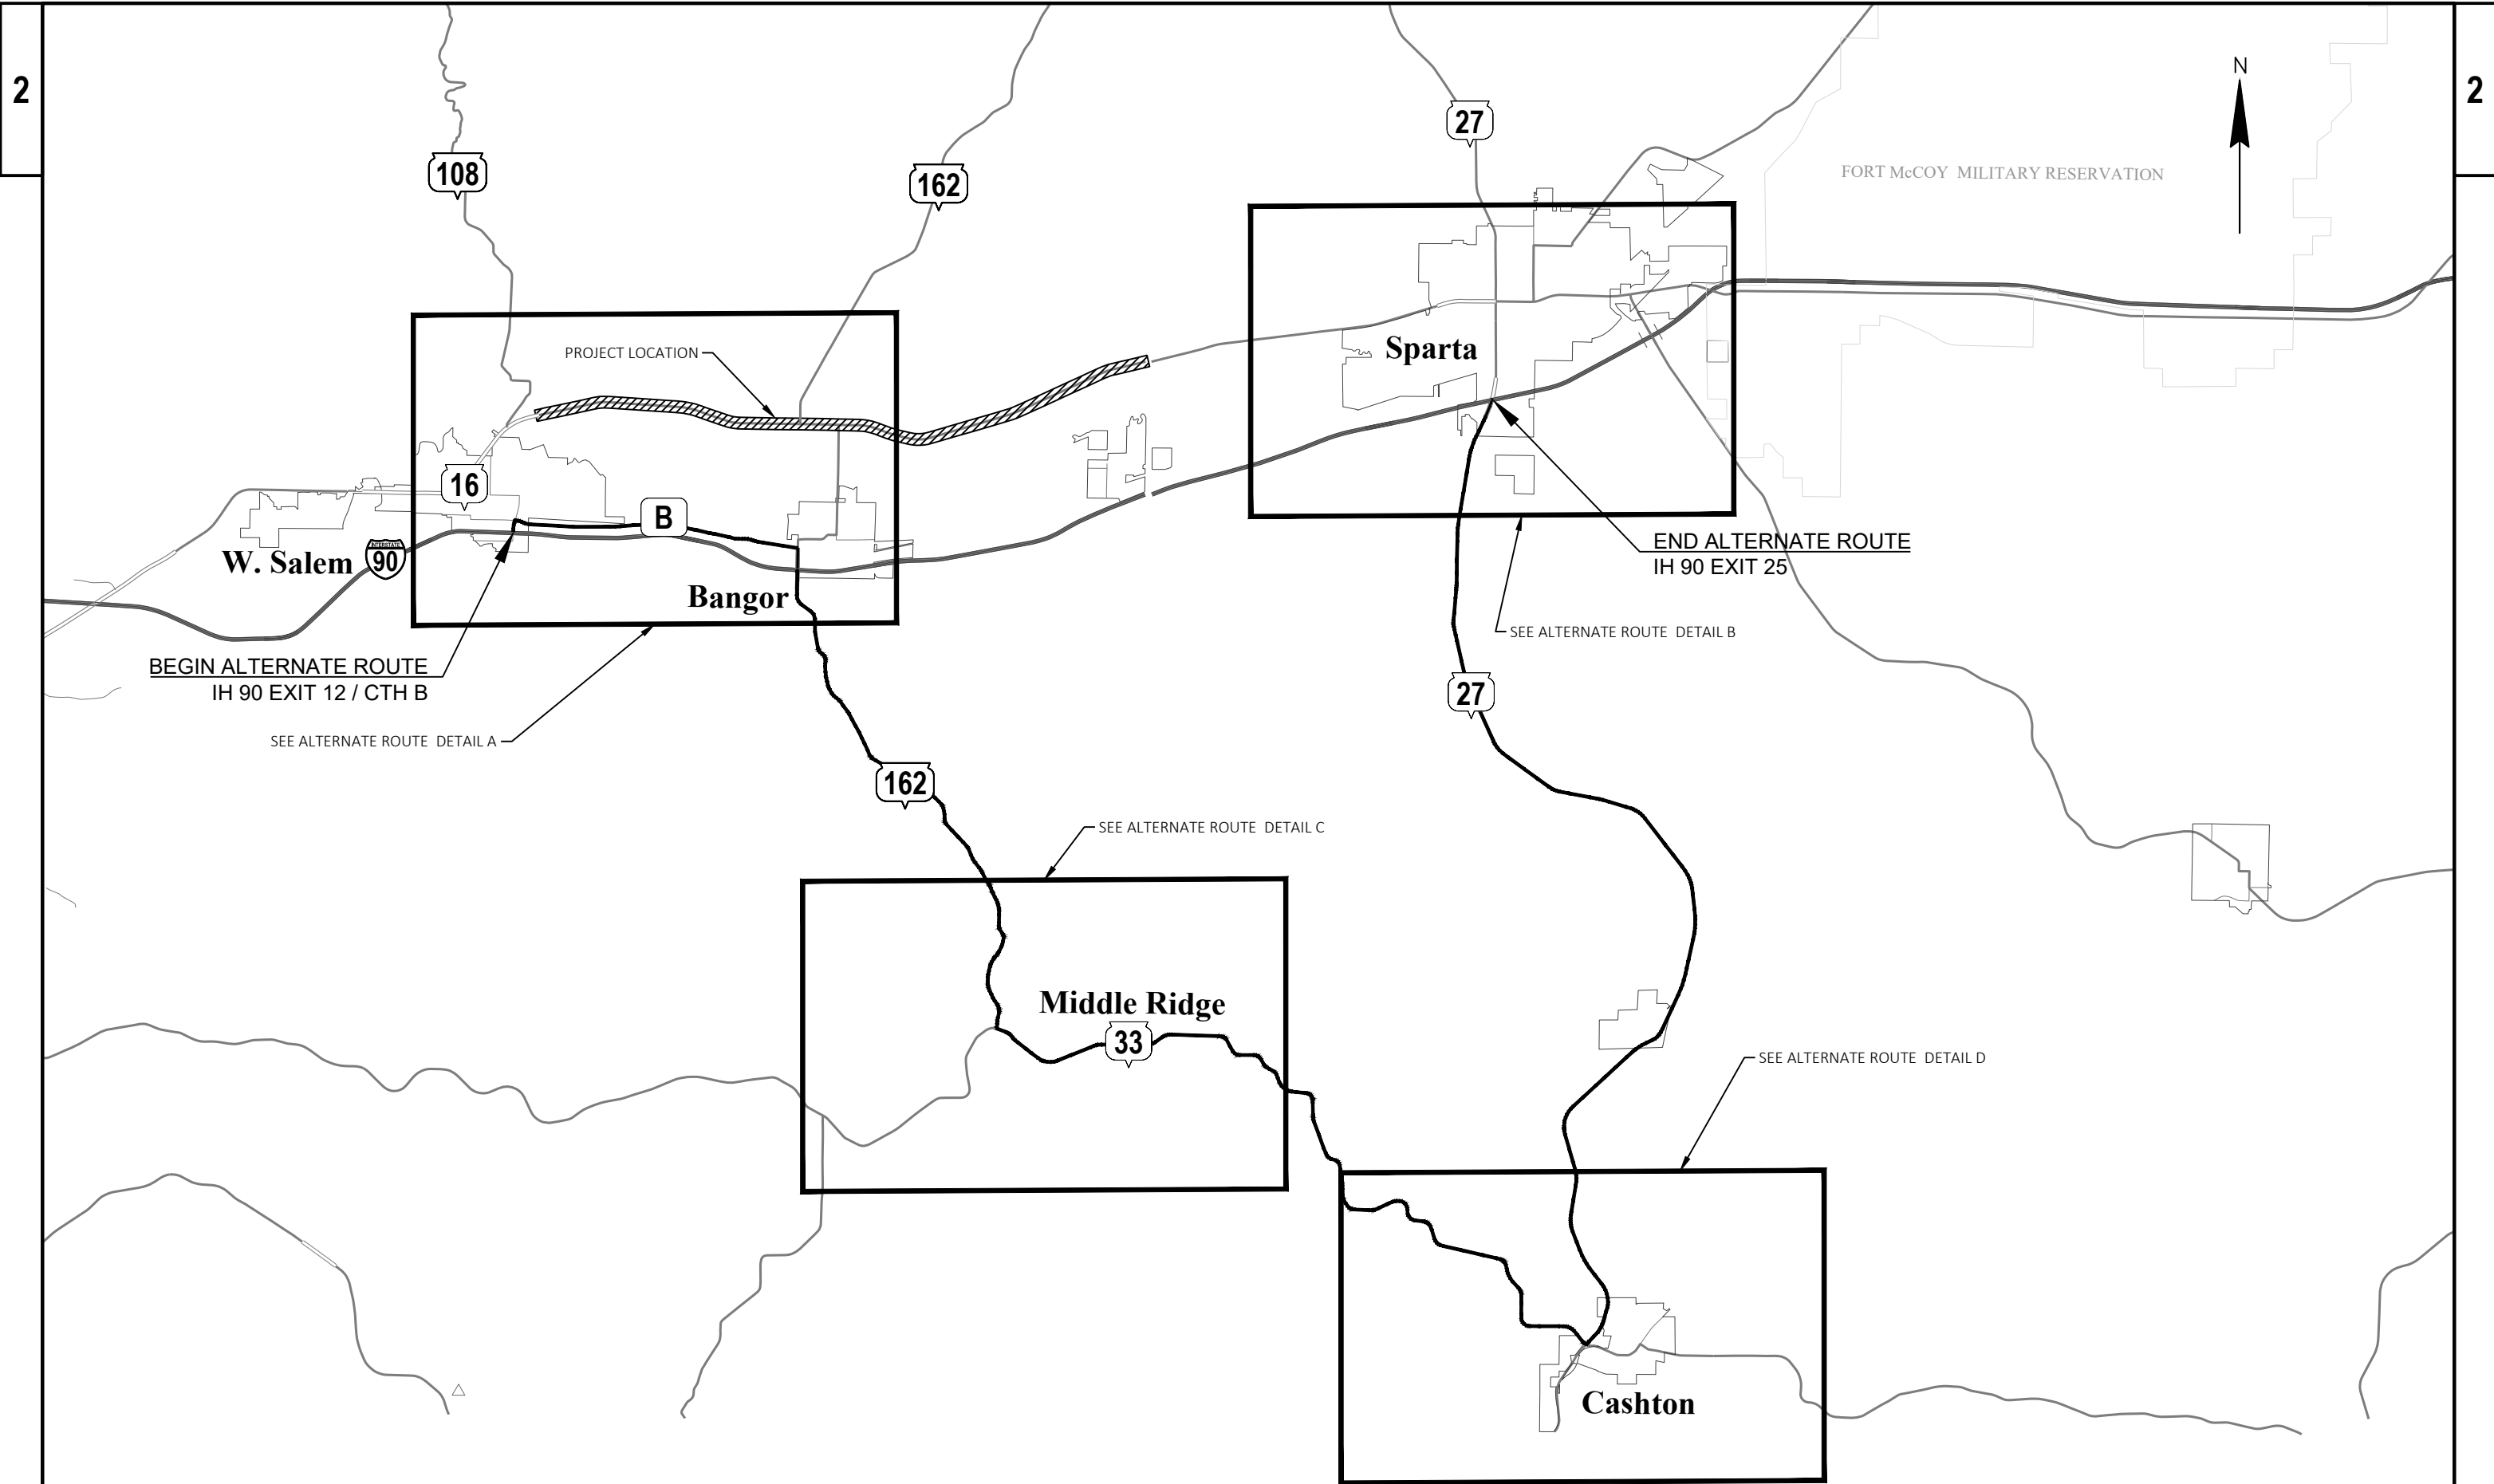 2
2
N
27
108
162
FORT McCOY MILITARY RESERVATION
PROJECT LOCATION
Sparta
16
B
END ALTERNATE ROUTE
IH 90 EXIT 25
W. Salem
INTERSTATE
90
Bangor
SEE ALTERNATE ROUTE DETAIL B
BEGIN ALTERNATE ROUTE
IH 90 EXIT 12 / CTH B
27
SEE ALTERNATE ROUTE DETAIL A
162
SEE ALTERNATE ROUTE DETAIL C
Middle Ridge
33
SEE ALTERNATE ROUTE DETAIL D
Cashton